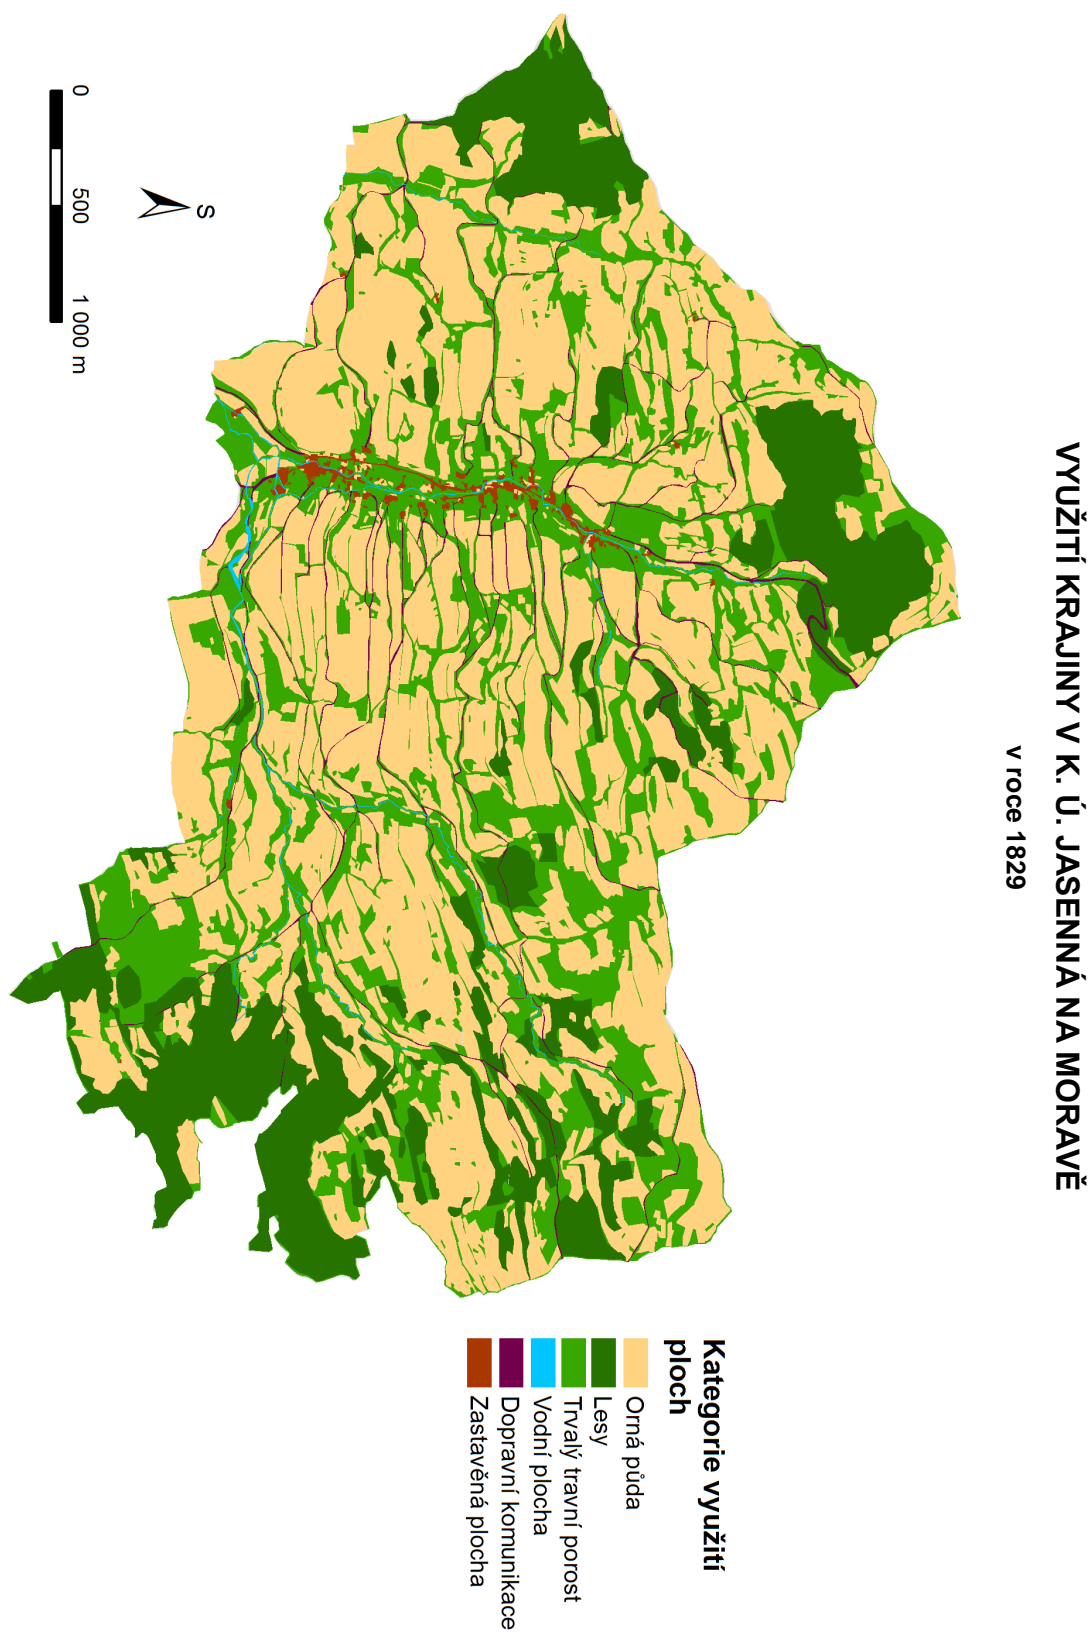 VYUŽITÍ KRAJINY V K. Ú. JASENNÁ NA MORAVĚ
v roce 1829
Kategorie využití
ploch
Orná půda
Lesy
Trvalý travní porost
Vodní plocha
Dopravní komunikace
Zastavěná plocha
S
0 500 1 000 m